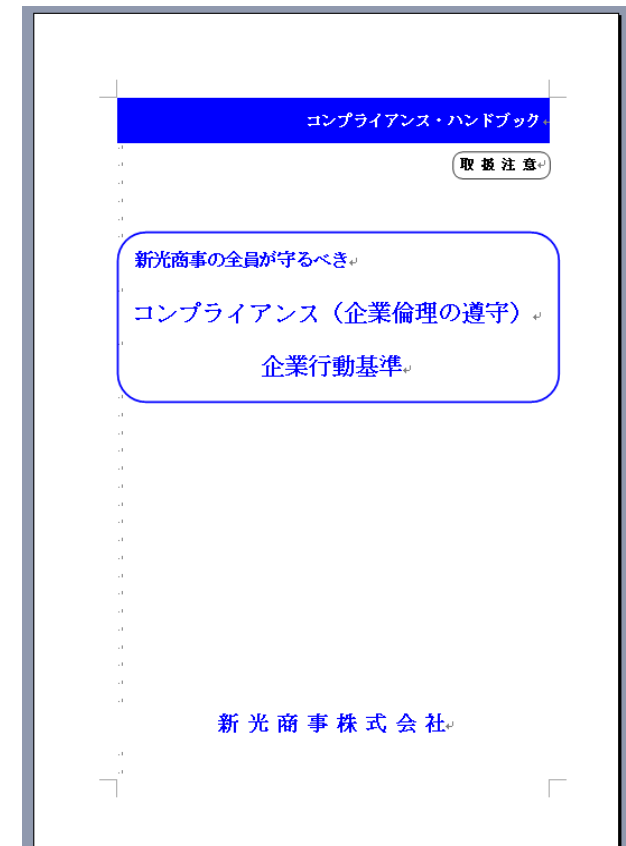 コンプライアンス・ハンドブック
取 扱 注 意
新光商事の全員が守るべき
コンプライアンス（企業倫理の遵守）
企業行動基準
新 光 商 事 株 式 会 社